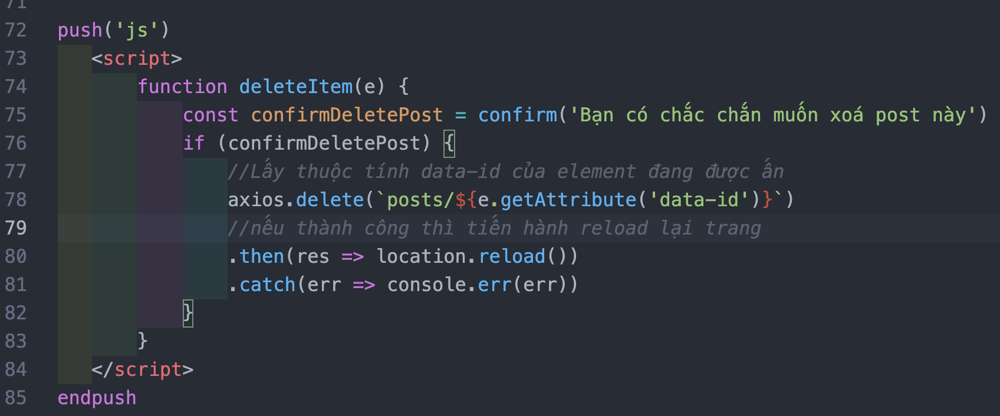 71
72 push('js')
73 <script>
74 function deleteItem(e) {
75 const confirmDeletePost = confirm('Bạn có chắc chắn muốn xoá post này')
76 if (confirmDeletePost) {
77 //Lấy thuộc tính data-id của element đang được ấn
78 axios.delete(`posts/${e.getAttribute('data-id')}`)
79 //nếu thành công thì tiến hành reload lại trang
80 .then(res => location.reload())
81 .catch(err => console.err(err))
82 }
83 }
84 </script>
85 endpush